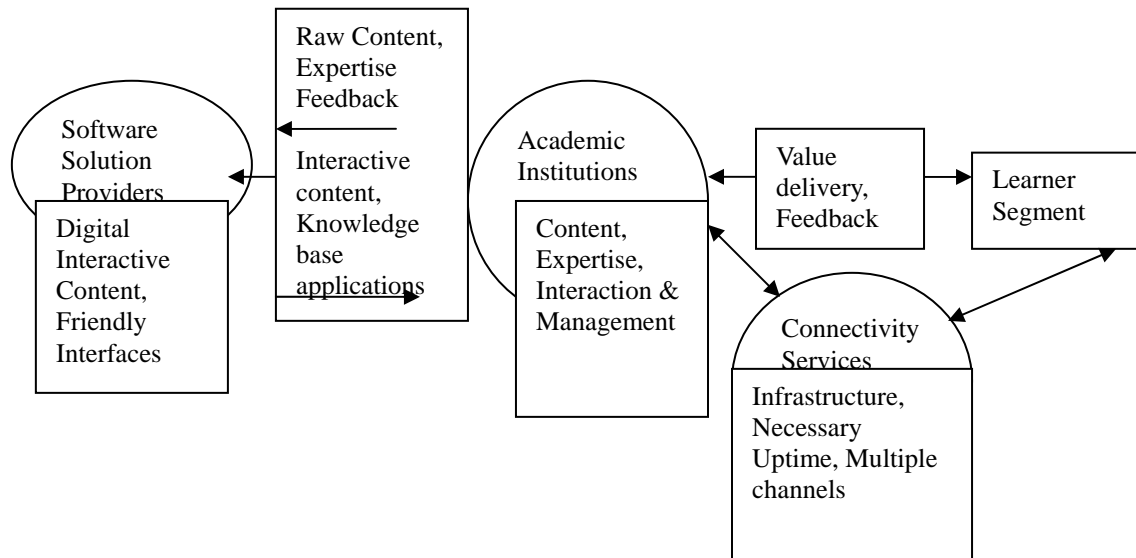 Software
Solution
Providers
Digital
Interactive
Content,
Friendly
Interfaces
Raw Content,
Expertise
Feedback
Interactive
content,
Knowledge
base
applications
Academic
Institutions
Content,
Expertise,
Interaction &
Management
Value
delivery,
Feedback
Learner
Segment
Connectivity
Services
Infrastructure,
Necessary
Uptime, Multiple
channels